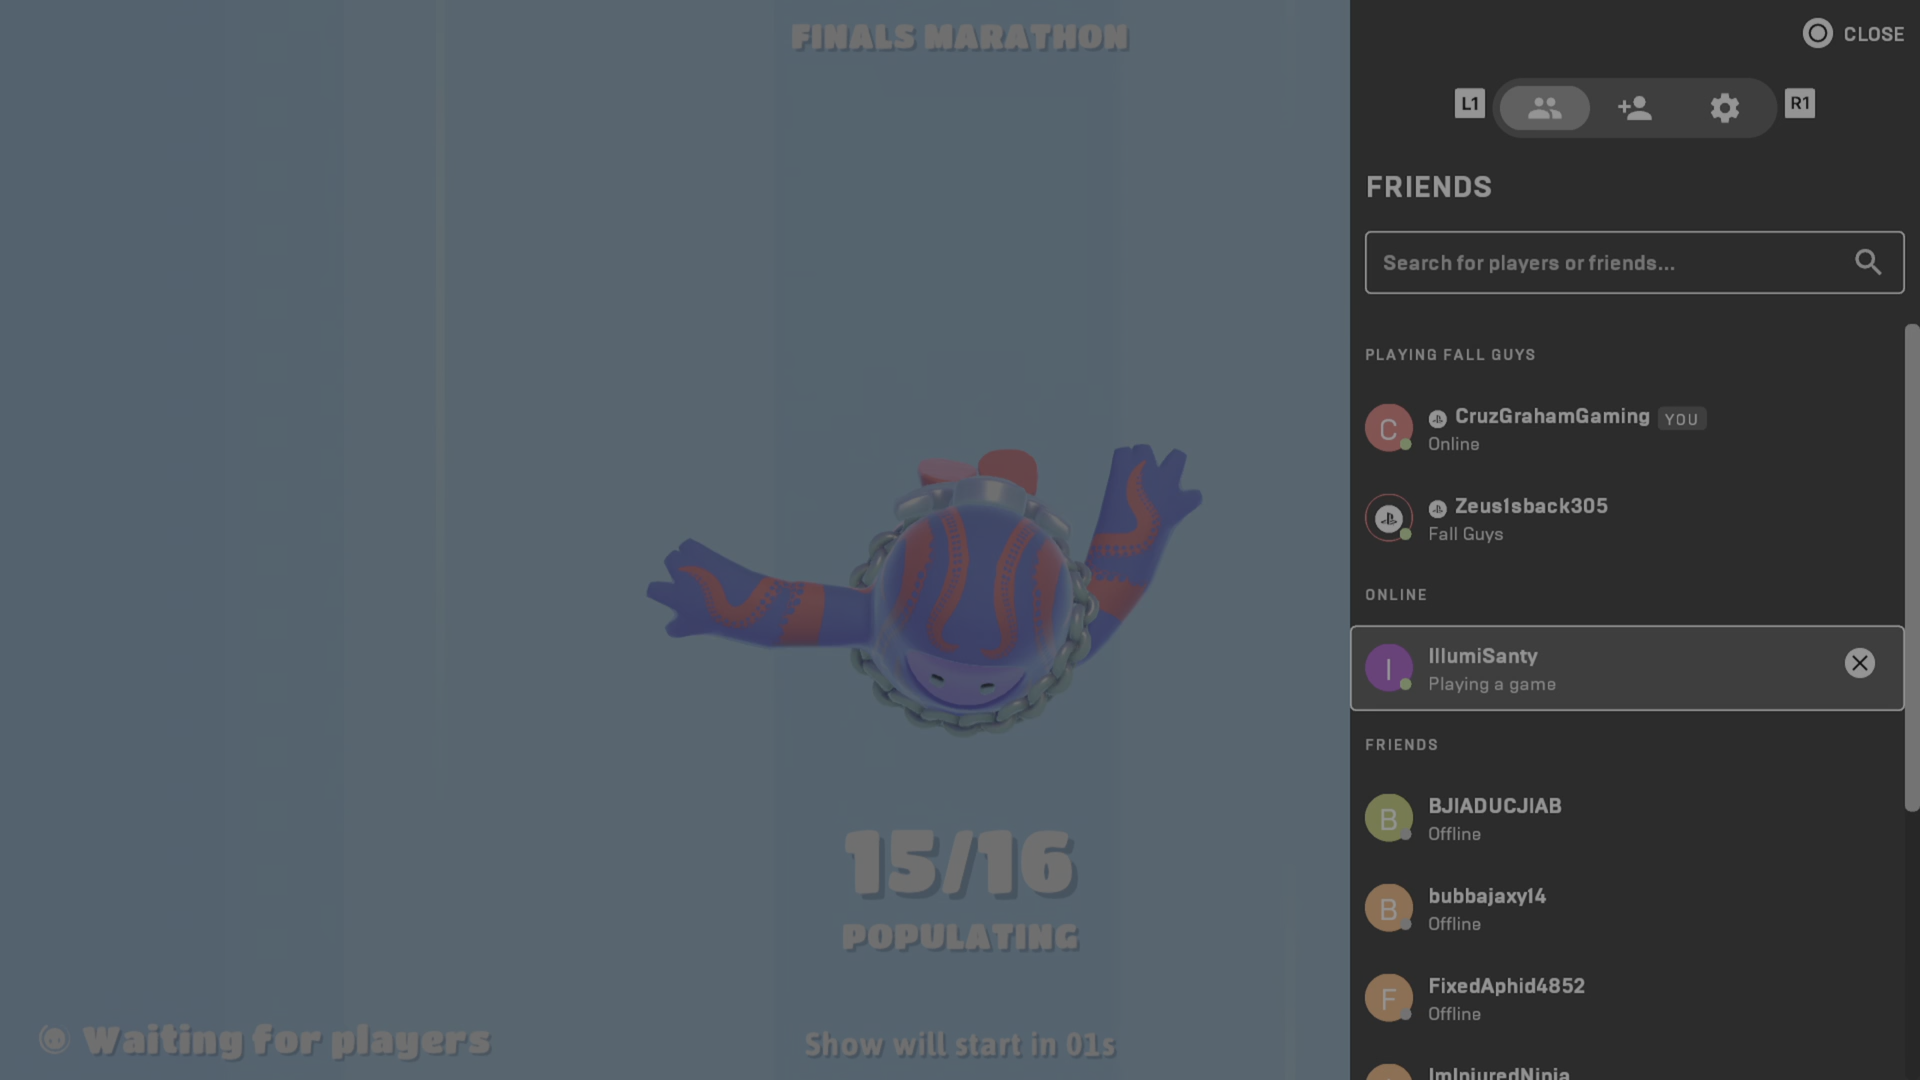 FINALS MARATHON
CLOSE
L1
R1
FRIENDS
Search for players or friends...
PLAYING FALL GUYS
C
CruzGrahamGaming YOU
Online
Zeus1sback305
Fall Guys
ONLINE
I
IllumiSanty
Playing a game
FRIENDS
B
BJIADUCJIAB
Offline
B
bubbajaxy14
Offline
F
FixedAphid4852
Offline
ImInjuredNinja
15/16
POPULATING
Waiting for players
Show will start in 01s